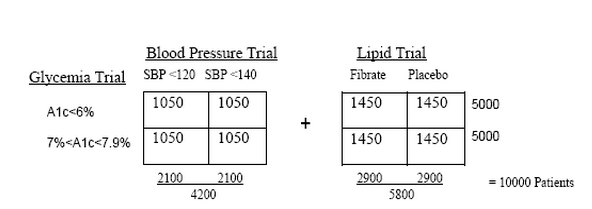 Blood Pressure Trial Lipid Trial
Glycemia Trial SBP <120 SBP <140 Fibrate Placebo
A1c<6% 1050 1050 1450 1450 5000
+
7%<A1c<7.9% 1050 1050 1450 1450 5000
2100 2100 2900 2900 = 10000 Patients
4200 5800